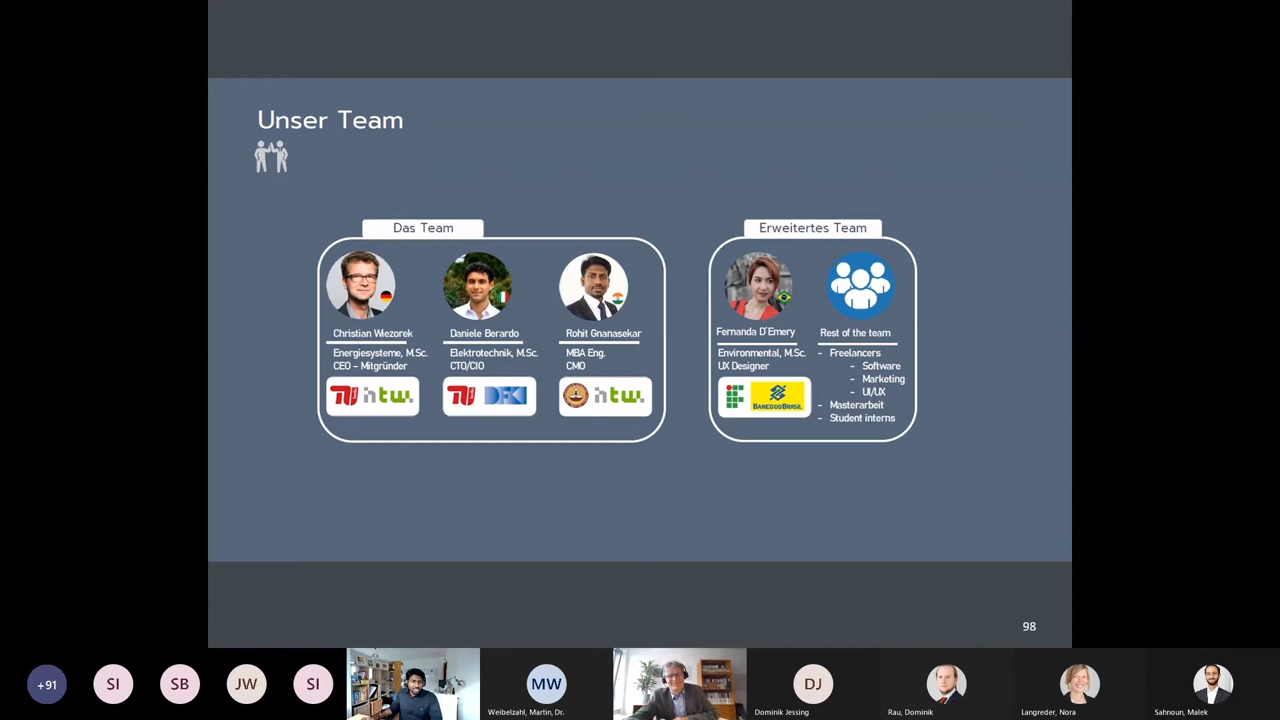 Unser Team
Das Team
Christian Wiezorek
Energiesysteme, M.Sc.
CEO – Mitgründer
htw.
Daniele Berardo
Elektrotechnik, M.Sc.
CTO/CIO
DFKI
Rohit Gnanasekar
MBA Eng.
CMO
htw.
Erweitertes Team
Fernanda D'Emery
Environmental, M.Sc.
UX Designer
BANCO DO BRASIL
Rest of the team
- Freelancers
- Software
- Marketing
- UI/UX
- Masterarbeit
- Student interns
98
+91
SI
SB
JW
SI
MW
Weibelzahl, Martin, Dr.
DJ
Dominik Jessing
Rau, Dominik
Langreder, Nora
Sahnoun, Malek